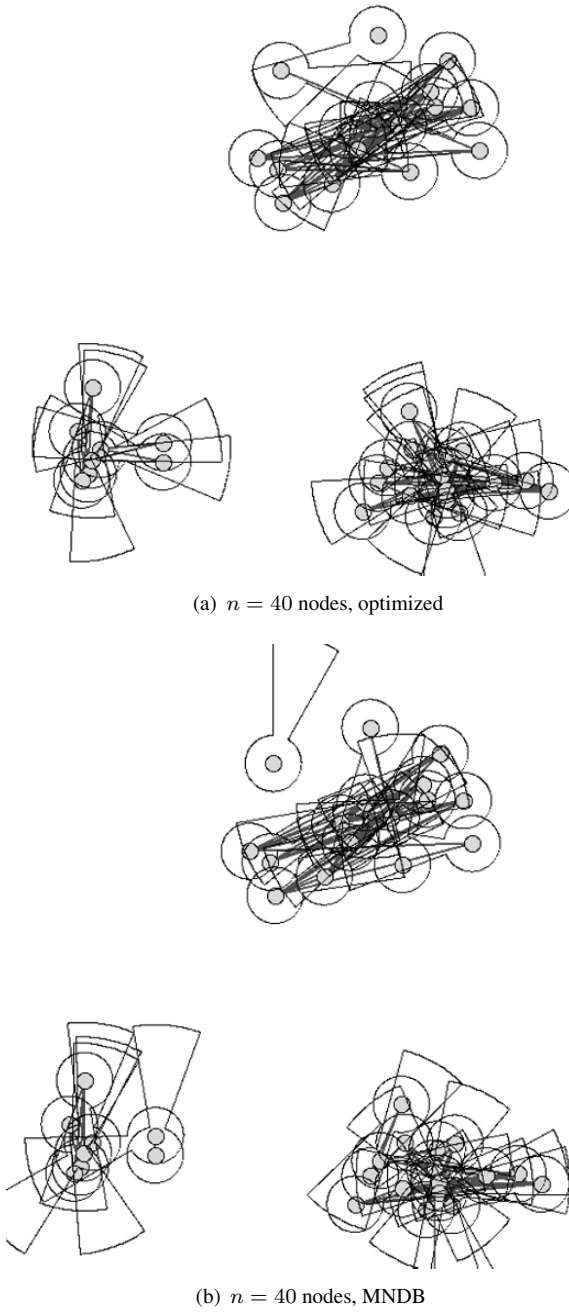 (a) n = 40 nodes, optimized
(b) n = 40 nodes, MNDB